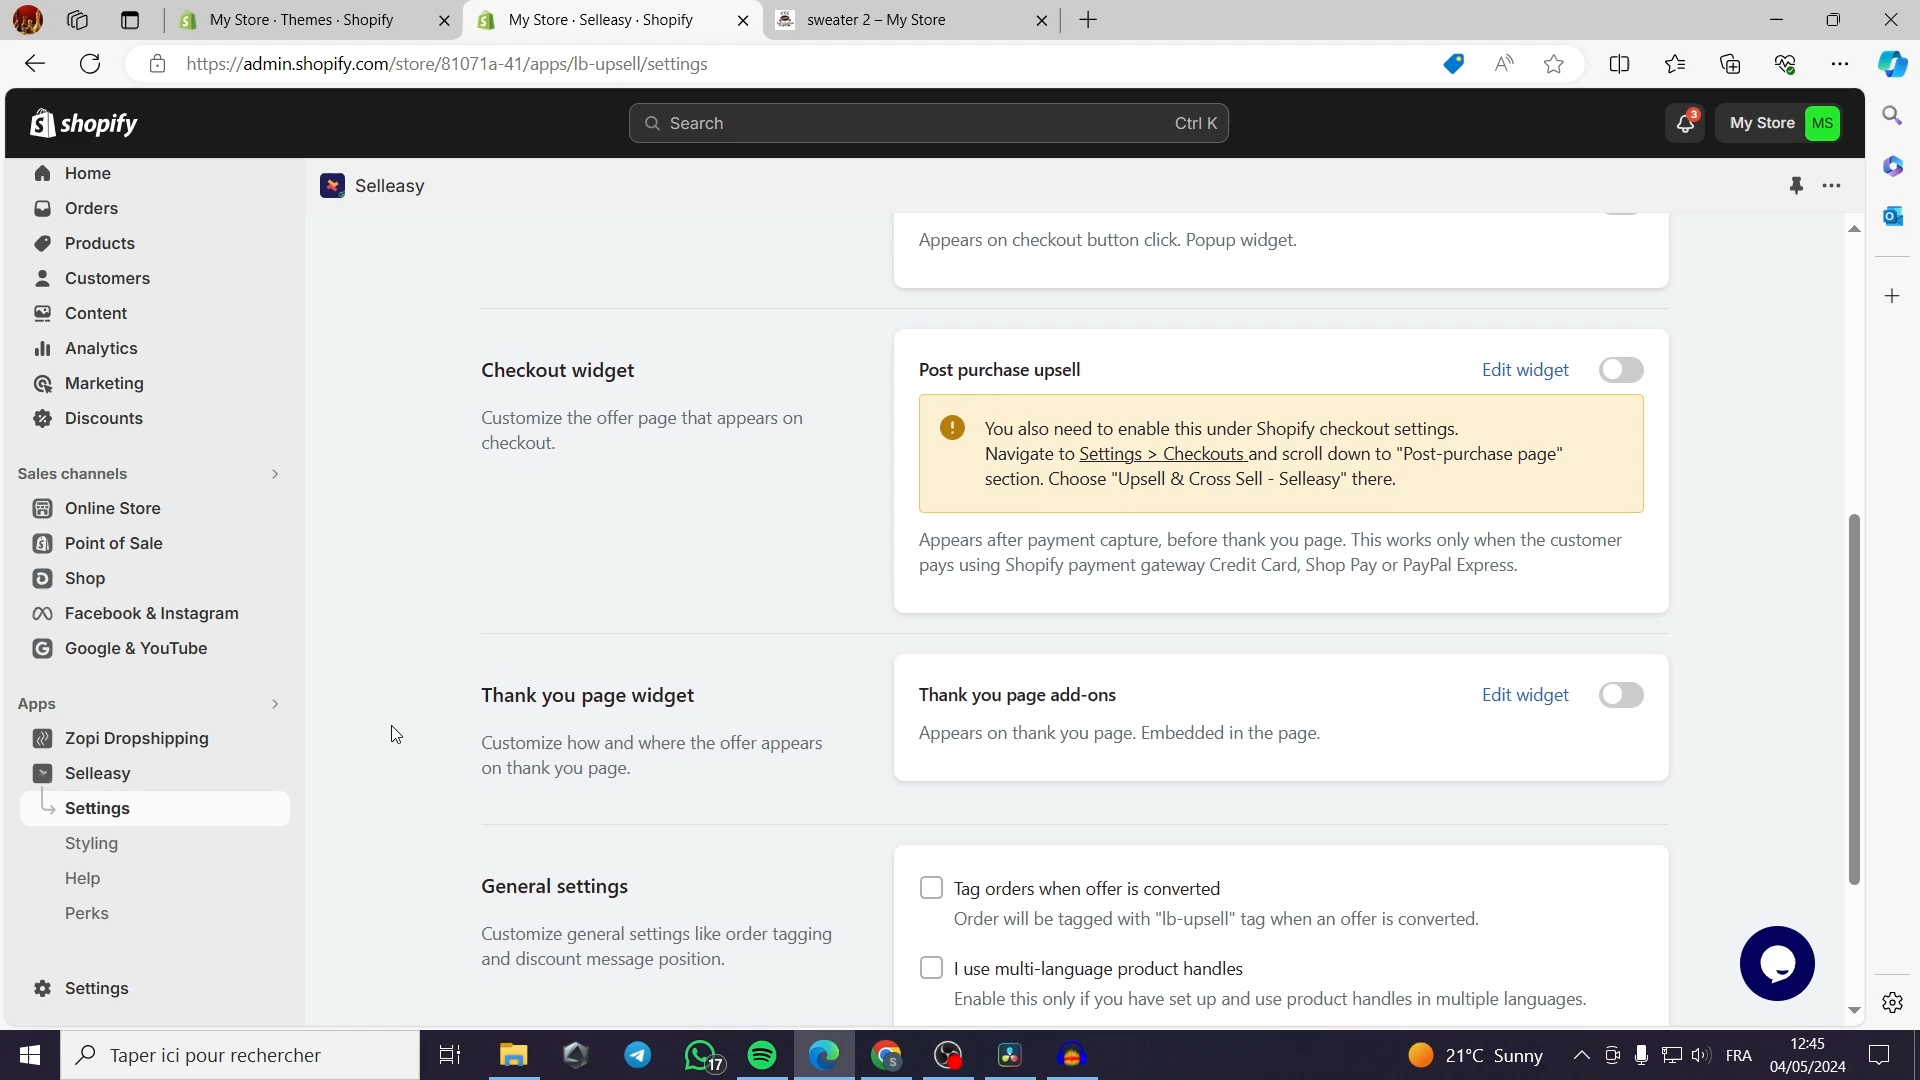 My Store · Themes · Shopify
My Store · Selleasy · Shopify
sweater 2 – My Store
https://admin.shopify.com/store/81071a-41/apps/lb-upsell/settings
shopify
Search
Ctrl K
3
My Store
MS
Home
Orders
Products
Customers
Content
Analytics
Marketing
Discounts
Sales channels
Online Store
Point of Sale
Shop
Facebook & Instagram
Google & YouTube
Apps
Zopi Dropshipping
Selleasy
Settings
Styling
Help
Perks
Settings
Selleasy
Appears on checkout button click. Popup widget.
Checkout widget
Customize the offer page that appears on
checkout.
Post purchase upsell
Edit widget
You also need to enable this under Shopify checkout settings.
Navigate to Settings > Checkouts and scroll down to "Post-purchase page"
section. Choose "Upsell & Cross Sell - Selleasy" there.
Appears after payment capture, before thank you page. This works only when the customer
pays using Shopify payment gateway Credit Card, Shop Pay or PayPal Express.
Thank you page widget
Customize how and where the offer appears
on thank you page.
Thank you page add-ons
Edit widget
Appears on thank you page. Embedded in the page.
General settings
Customize general settings like order tagging
and discount message position.
Tag orders when offer is converted
Order will be tagged with "lb-upsell" tag when an offer is converted.
I use multi-language product handles
Enable this only if you have set up and use product handles in multiple languages.
Taper ici pour rechercher
17
21°C Sunny
FRA
12:45
04/05/2024